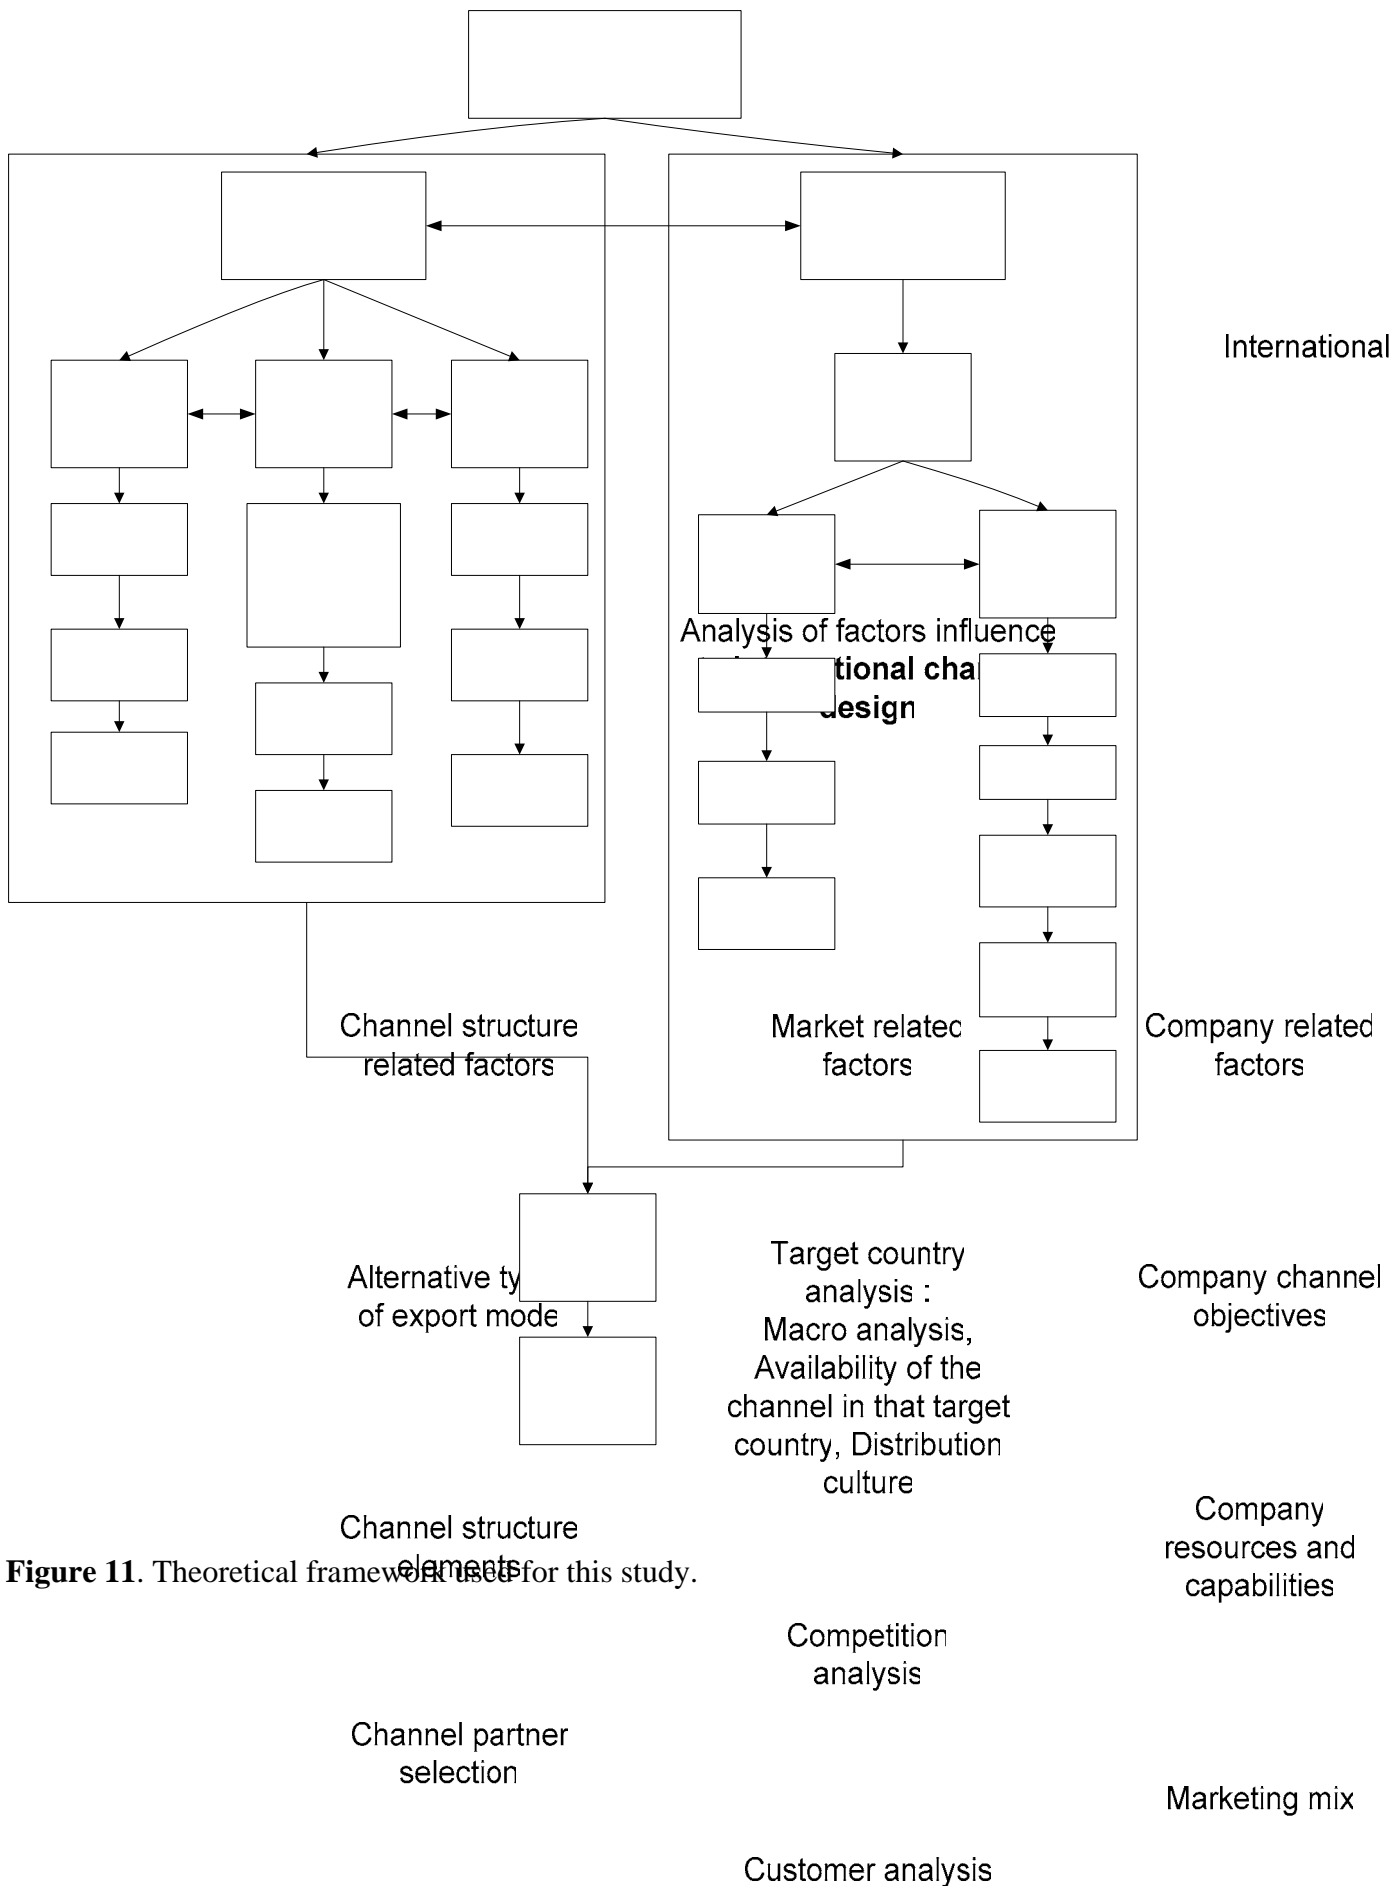 International
Analysis of factors influence
design
Channel structure
related factors
Market related
factors
Company related
factors
Alternative
of export mode
Target country
analysis :
Macro analysis,
Availability of the
channel in that target
country, Distribution
culture
Company channel
objectives
Channel structure
elements
Company
resources and
capabilities
Figure 11. Theoretical framework used for this study.
Competition
analysis
Channel partner
selection
Marketing mix
Customer analysis